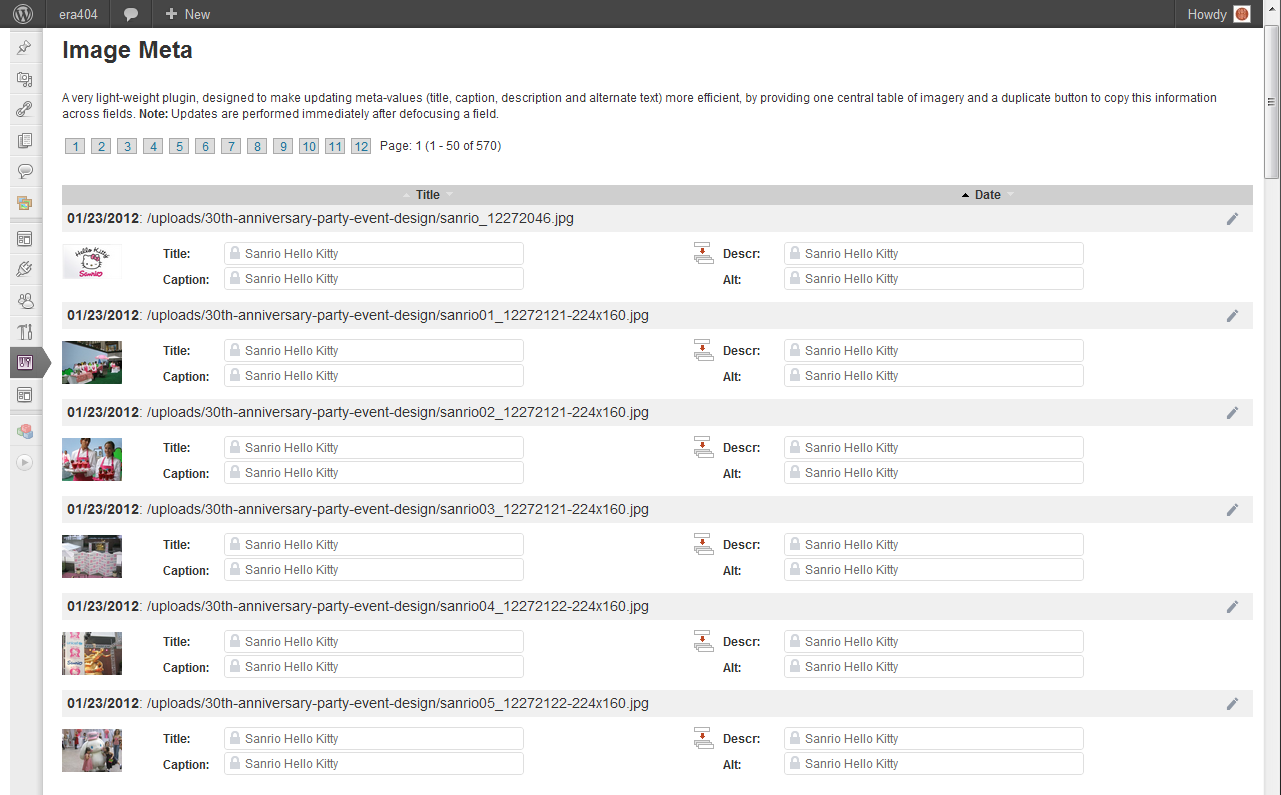 era404 New Howdy
Image Meta
A very light-weight plugin, designed to make updating meta-values (title, caption, description and alternate text) more efficient, by providing one central table of imagery and a duplicate button to copy this information
across fields. Note: Updates are performed immediately after defocusing a field.
1 2 3 4 5 6 7 8 9 10 11 12 Page: 1 (1 - 50 of 570)
Title Date
01/23/2012: /uploads/30th-anniversary-party-event-design/sanrio_12272046.jpg
Hello Kitty
Sanrio
Title: Sanrio Hello Kitty Descr: Sanrio Hello Kitty
Caption: Sanrio Hello Kitty Alt: Sanrio Hello Kitty
01/23/2012: /uploads/30th-anniversary-party-event-design/sanrio01_12272121-224x160.jpg
Title: Sanrio Hello Kitty Descr: Sanrio Hello Kitty
Caption: Sanrio Hello Kitty Alt: Sanrio Hello Kitty
01/23/2012: /uploads/30th-anniversary-party-event-design/sanrio02_12272121-224x160.jpg
Title: Sanrio Hello Kitty Descr: Sanrio Hello Kitty
Caption: Sanrio Hello Kitty Alt: Sanrio Hello Kitty
01/23/2012: /uploads/30th-anniversary-party-event-design/sanrio03_12272121-224x160.jpg
Title: Sanrio Hello Kitty Descr: Sanrio Hello Kitty
Caption: Sanrio Hello Kitty Alt: Sanrio Hello Kitty
01/23/2012: /uploads/30th-anniversary-party-event-design/sanrio04_12272122-224x160.jpg
Sanrio
Title: Sanrio Hello Kitty Descr: Sanrio Hello Kitty
Caption: Sanrio Hello Kitty Alt: Sanrio Hello Kitty
01/23/2012: /uploads/30th-anniversary-party-event-design/sanrio05_12272122-224x160.jpg
Title: Sanrio Hello Kitty Descr: Sanrio Hello Kitty
Caption: Sanrio Hello Kitty Alt: Sanrio Hello Kitty